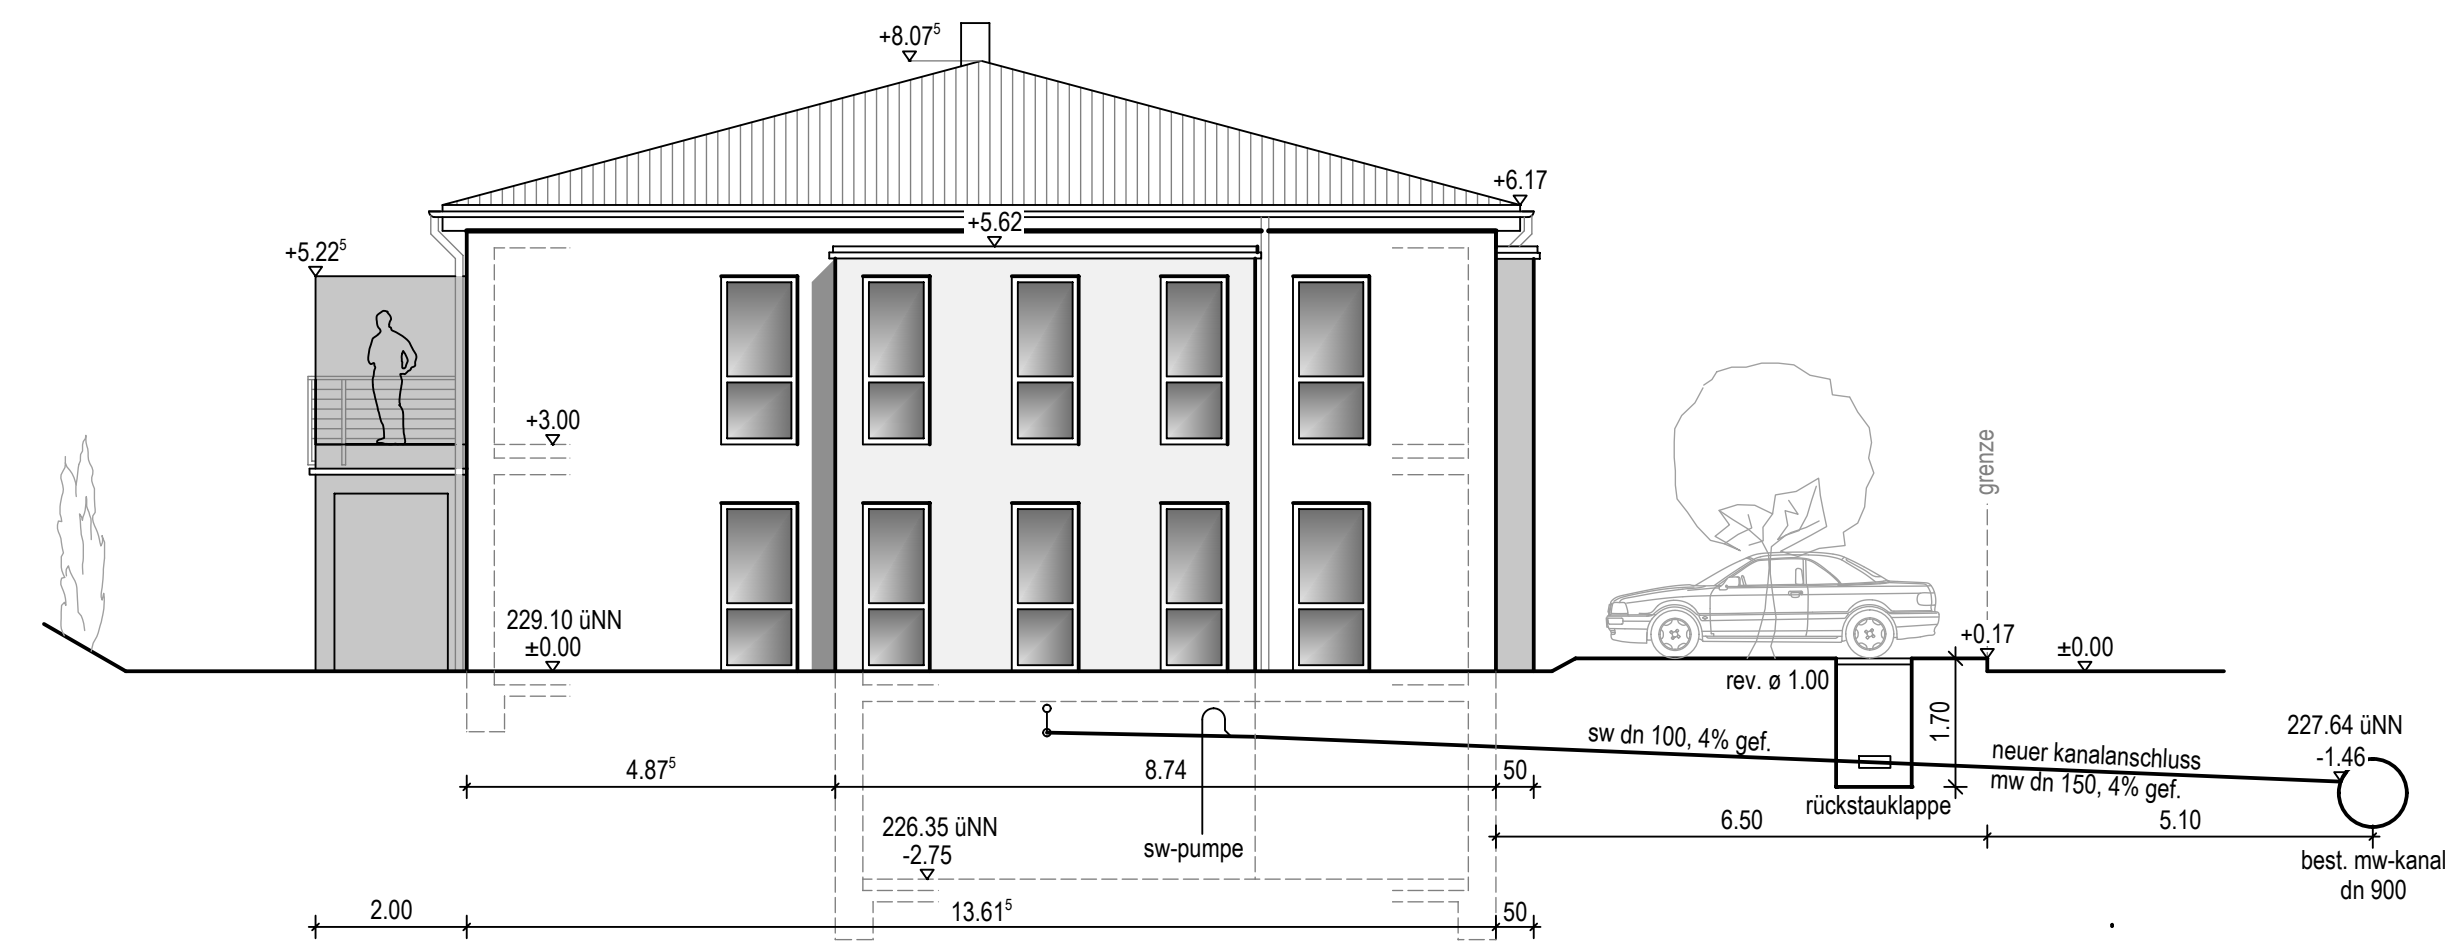 +8.07⁵
+6.17
+5.62
+5.22⁵
+3.00
grenze
229.10 üNN
±0.00
+0.17
±0.00
rev. ø 1.00
1.70
sw dn 100, 4% gef.
neuer kanalanschluss
mw dn 150, 4% gef.
227.64 üNN
-1.46
4.87⁵
8.74
50
rückstauklappe
6.50
5.10
226.35 üNN
-2.75
sw-pumpe
best. mw-kanal
dn 900
2.00
13.61⁵
50